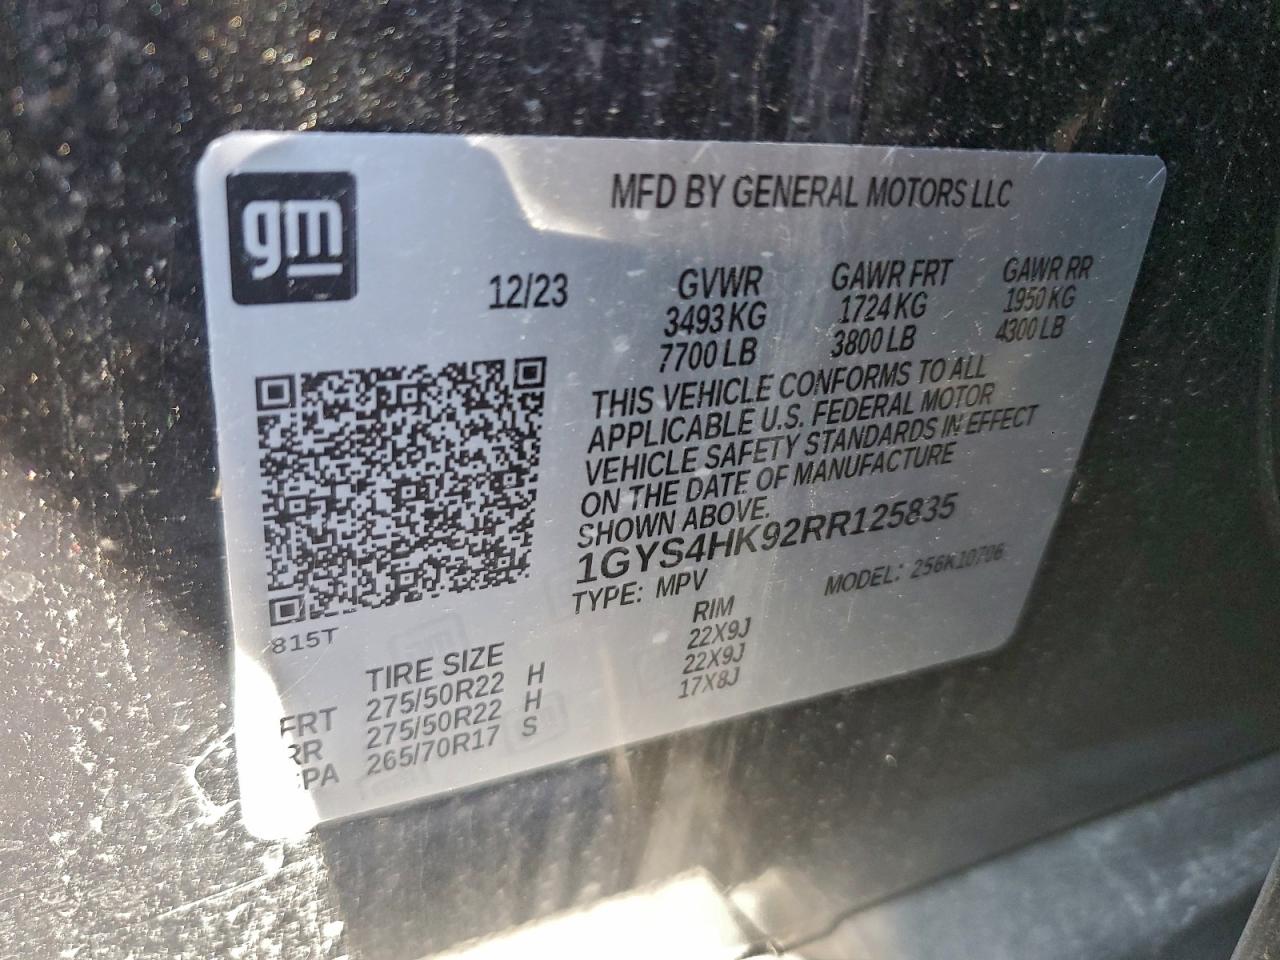 gm
MFD BY GENERAL MOTORS LLC
12/23 GVWR GAWR FRT GAWR RR
3493 KG 1724 KG 1950 KG
7700 LB 3800 LB 4300 LB
THIS VEHICLE CONFORMS TO ALL
APPLICABLE U.S. FEDERAL MOTOR
VEHICLE SAFETY STANDARDS IN EFFECT
ON THE DATE OF MANUFACTURE
SHOWN ABOVE.
1GYS4HK92RR125835
TYPE: MPV MODEL: 256K10706
815T
TIRE SIZE RIM
FRT 275/50R22 H 22X9J
RR 275/50R22 H 22X9J
SPA 265/70R17 S 17X8J